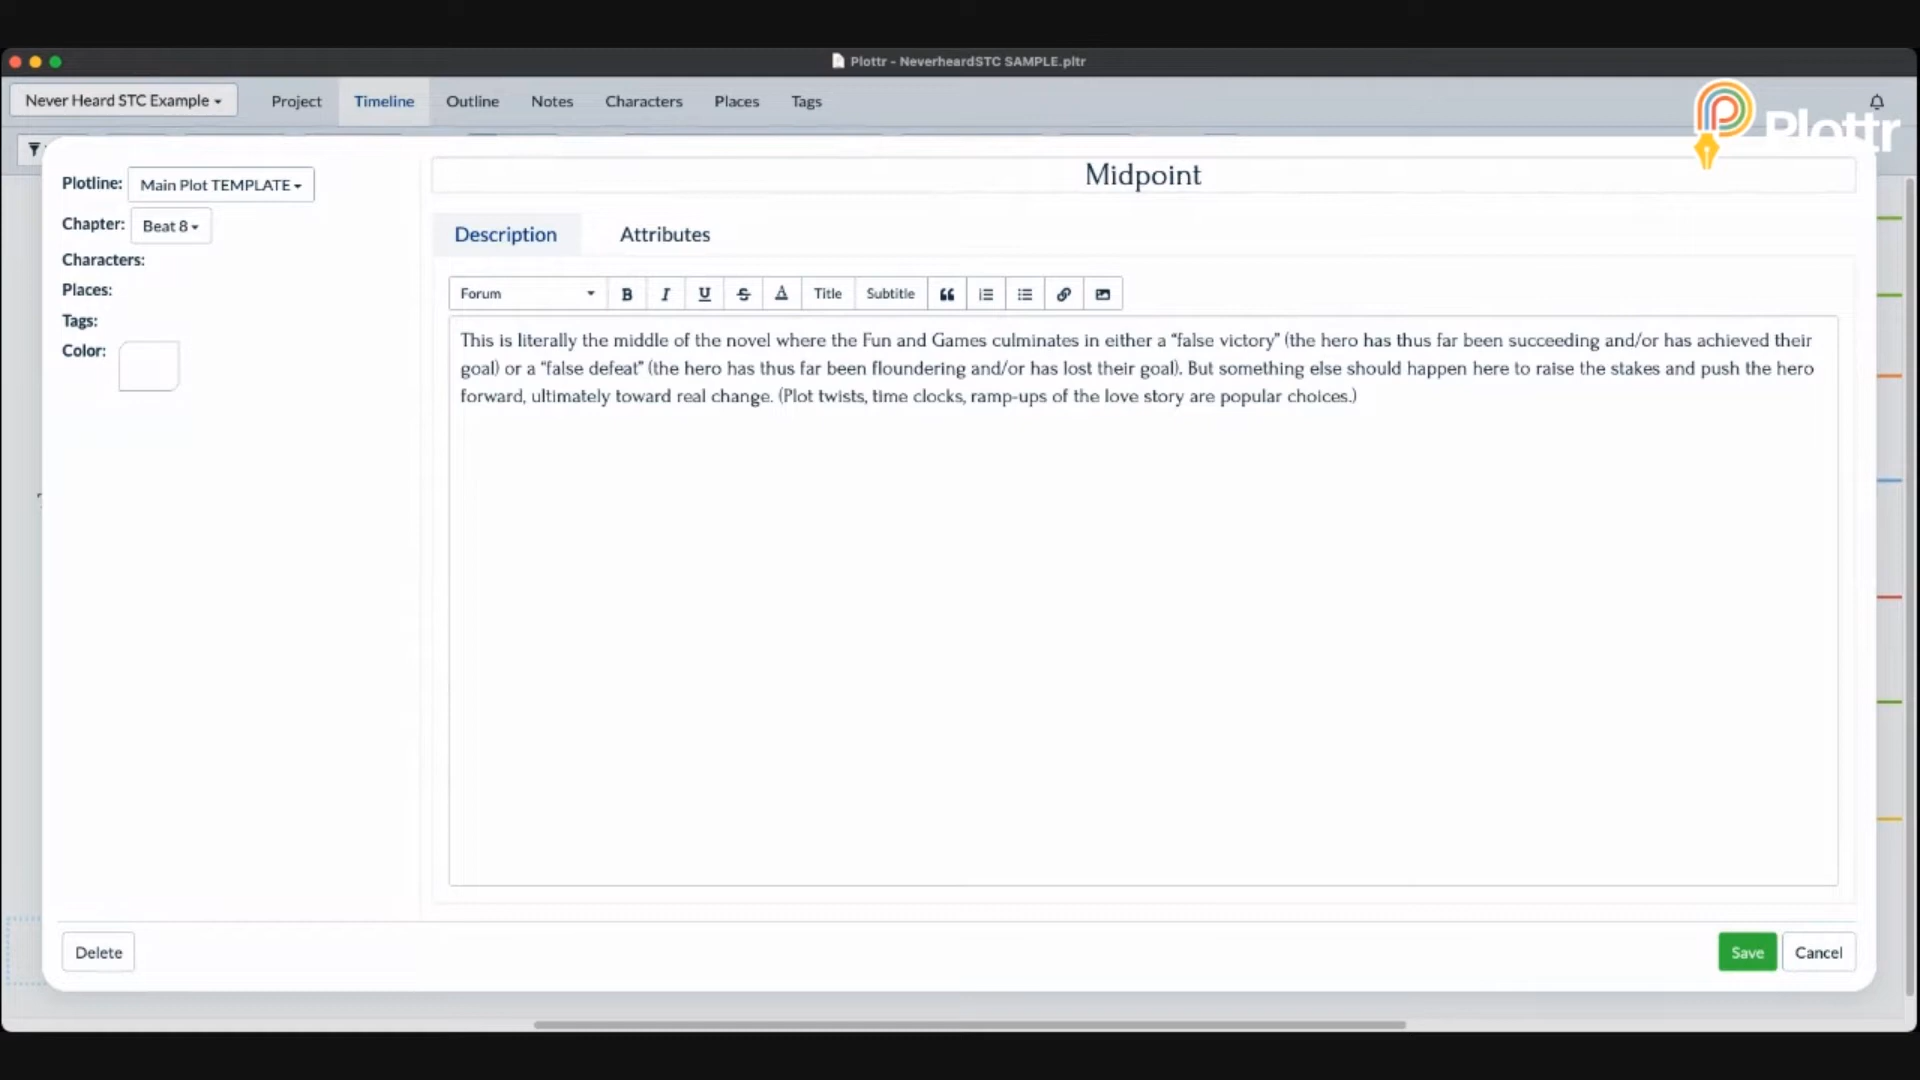 Plottr - NeverheardSTC SAMPLE.pltr
Never Heard STC Example
Project
Timeline
Outline
Notes
Characters
Places
Tags
Plottr
Plotline:
Main Plot TEMPLATE
Chapter:
Beat 8
Characters:
Places:
Tags:
Color:
Midpoint
Description
Attributes
Forum
B
I
U
S
A
Title
Subtitle
This is literally the middle of the novel where the Fun and Games culminates in either a “false victory” (the hero has thus far been succeeding and/or has achieved their
goal) or a “false defeat” (the hero has thus far been floundering and/or has lost their goal). But something else should happen here to raise the stakes and push the hero
forward, ultimately toward real change. (Plot twists, time clocks, ramp-ups of the love story are popular choices.)
Delete
Save
Cancel